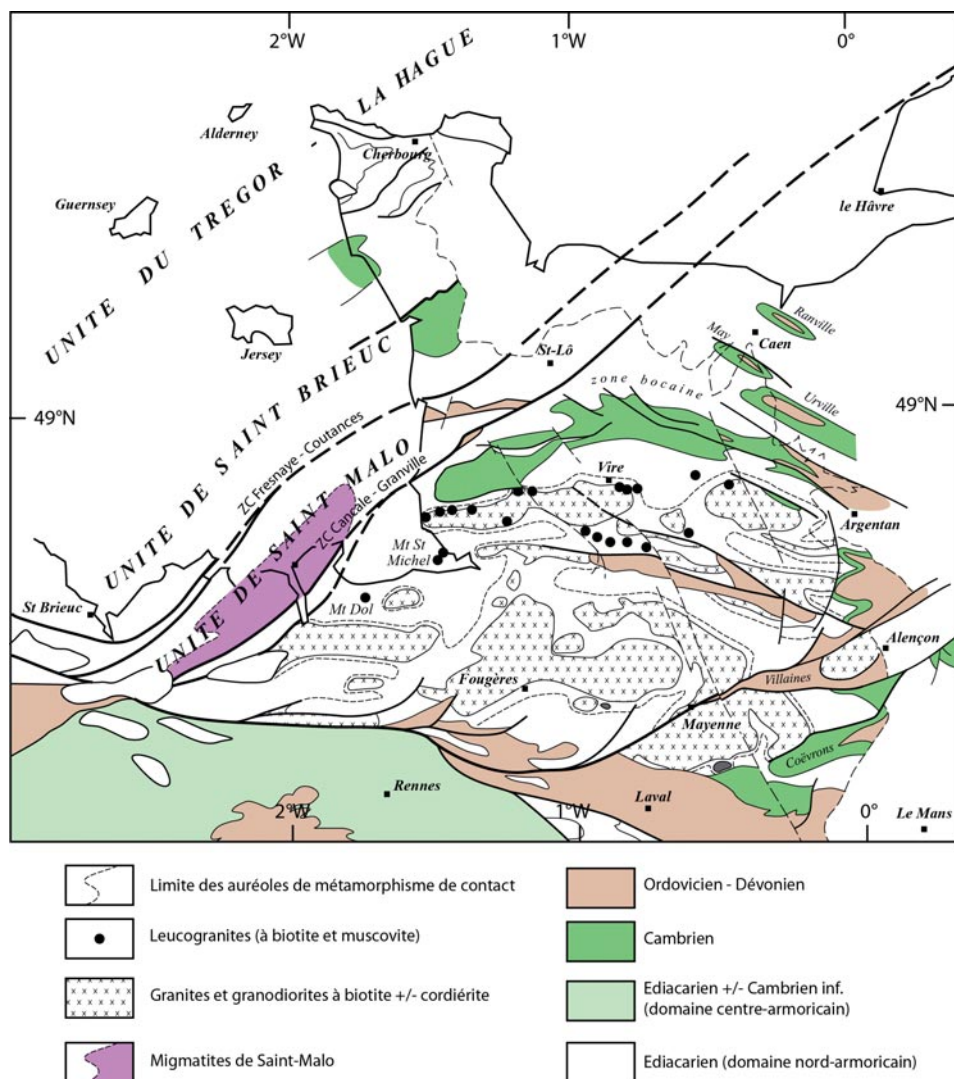 2°W
1°W
0°
LA HAGUE
Alderney
Cherbourg
Guernsey
le Hâvre
UNITE DU TREGOR
Jersey
Ranville
May
Caen
St-Lô
UNITE DE SAINT BRIEUC
zone bocaine
Urville
49°N
49°N
ZC Fresnaye - Coutances
ZC Cancale - Granville
UNITE DE SAINT MALO
Vire
Argentan
Mt St
Michel
Mt Dol
St Brieuc
Alençon
Fougères
Villaines
Mayenne
Coëvrons
Rennes
2°W
1°W
Laval
0°
Le Mans
Limite des auréoles de métamorphisme de contact
Leucogranites (à biotite et muscovite)
Granites et granodiorites à biotite +/- cordiérite
Migmatites de Saint-Malo
Ordovicien - Dévonien
Cambrien
Ediacarien +/- Cambrien inf.
(domaine centre-armoricain)
Ediacarien (domaine nord-armoricain)